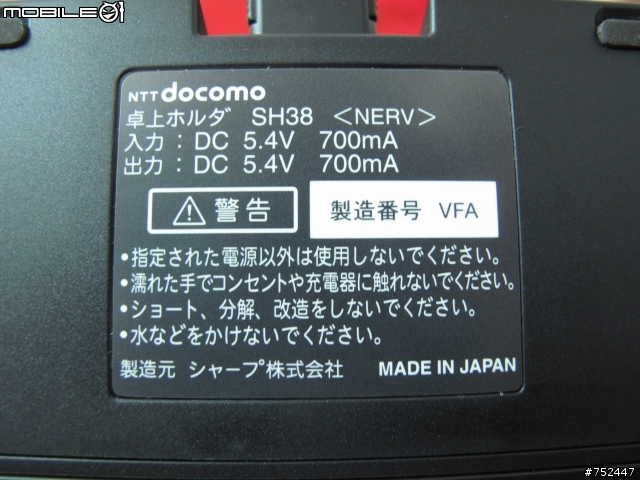 MOBILE01
NTT docomo
卓上ホルダ SH38 <NERV>
入力：DC 5.4V 700mA
出力：DC 5.4V 700mA
警告
製造番号 VFA
・指定された電源以外は使用しないでください。
・濡れた手でコンセントや充電器に触れないでください。
・ショート、分解、改造をしないでください。
・水などをかけないでください。
製造元 シャープ株式会社 MADE IN JAPAN
#752447